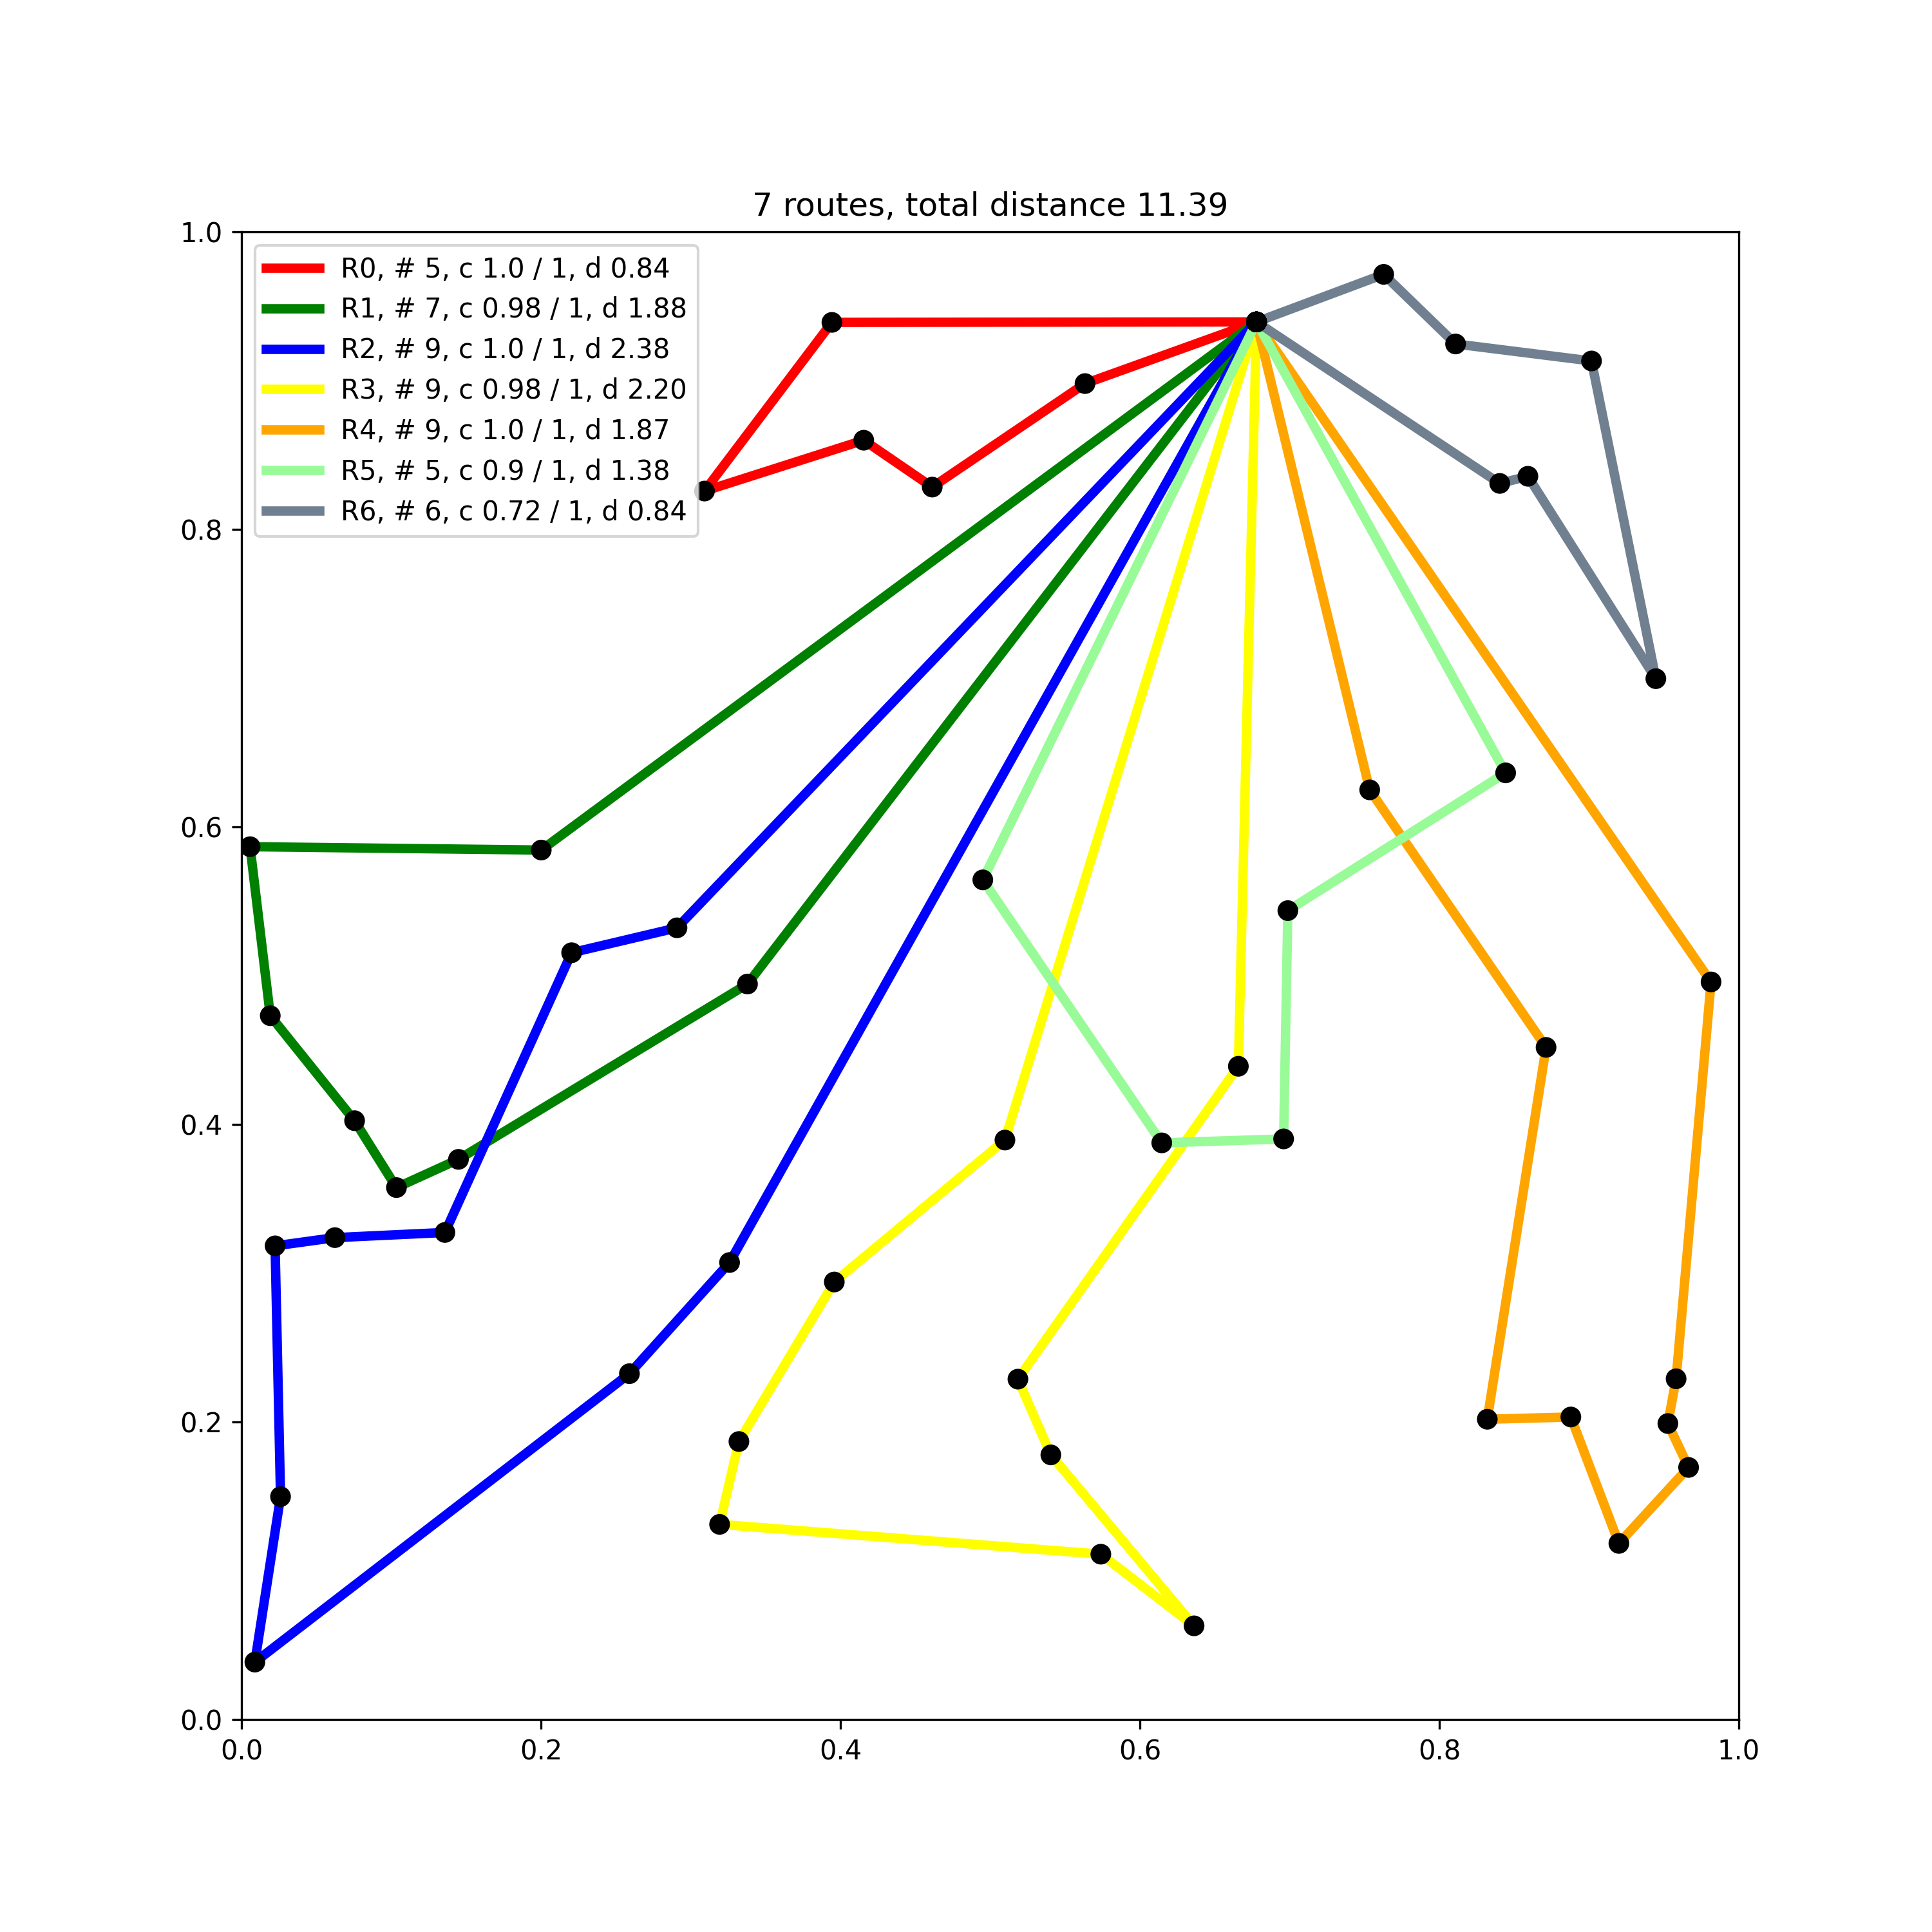 7 routes, total distance 11.39
1.0
R0, # 5, c 1.0 / 1, d 0.84
R1, # 7, c 0.98 / 1, d 1.88
R2, # 9, c 1.0 / 1, d 2.38
R3, # 9, c 0.98 / 1, d 2.20
R4, # 9, c 1.0 / 1, d 1.87
R5, # 5, c 0.9 / 1, d 1.38
R6, # 6, c 0.72 / 1, d 0.84
0.8
0.6
0.4
0.2
0.0
0.0 0.2 0.4 0.6 0.8 1.0